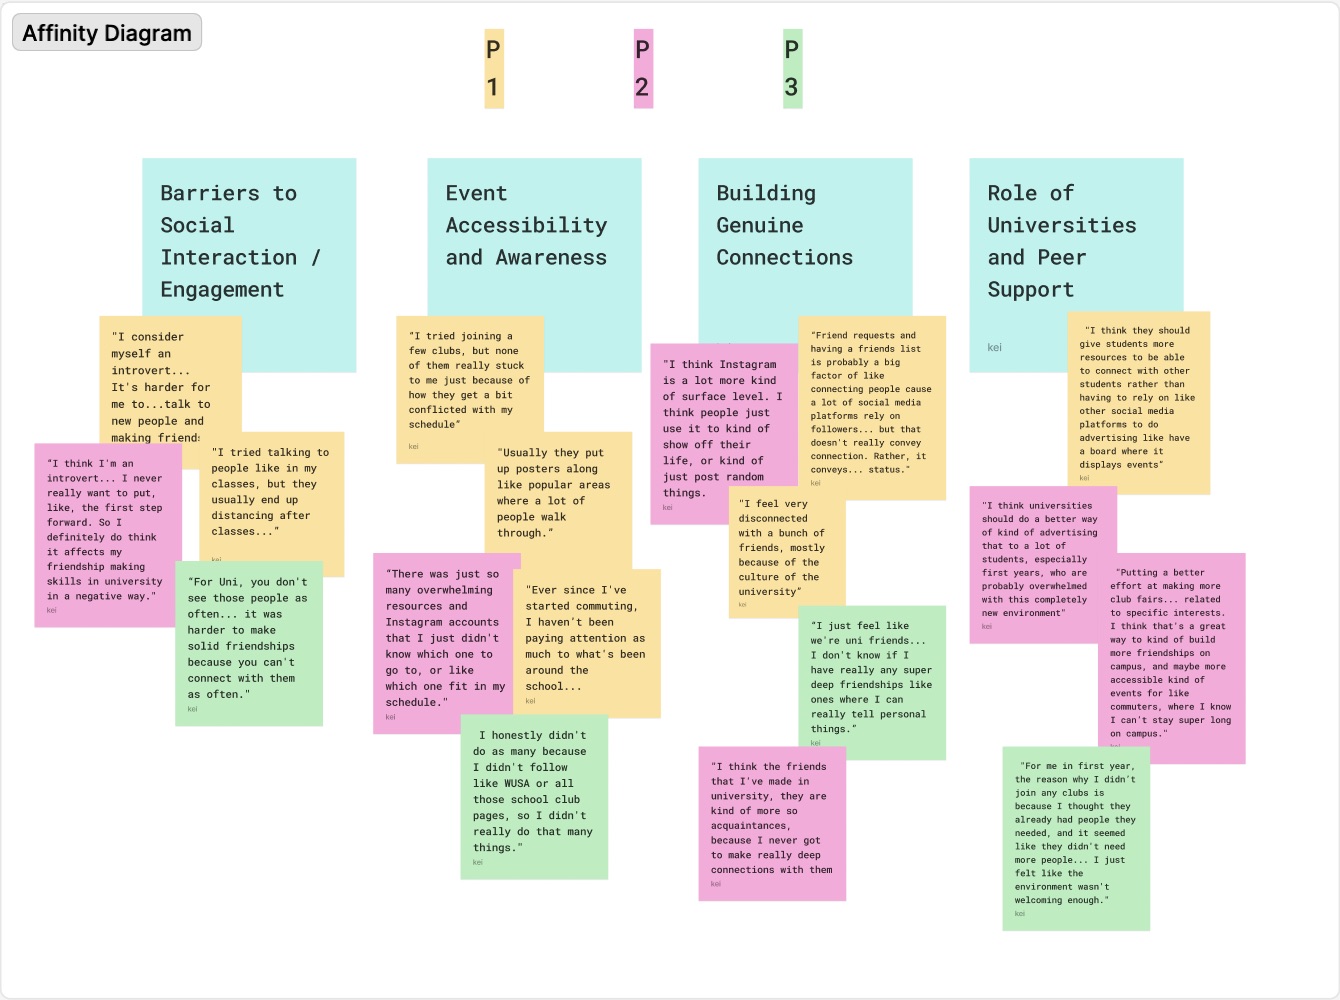 Affinity Diagram
P
1
P
2
P
3
Barriers to
Social
Interaction /
Engagement
"I consider
myself an
introvert...
It's harder for
me to...talk to
new people and
making friends
"I tried talking to
people like in my
classes, but they
usually end up
distancing after
classes..."
kei
"I think I'm an
introvert... I never
really want to put,
like, the first step
forward. So I
definitely do think
it affects my
friendship making
skills in university
in a negative way."
kei
"For Uni, you don't
see those people as
often... it was
harder to make
solid friendships
because you can't
connect with them
as often."
kei
Event
Accessibility
and Awareness
"I tried joining a
few clubs, but none
of them really stuck
to me just because of
how they get a bit
conflicted with my
schedule"
kei
"Usually they put
up posters along
like popular areas
where a lot of
people walk
through."
"There was just so
many overwhelming
resources and
Instagram accounts
that I just didn't
know which one to
go to, or like
which one fit in my
schedule."
kei
"Ever since I've
started commuting,
I haven't been
paying attention as
much to what's been
around the
school...
kei
I honestly didn't
do as many because
I didn't follow
like WUSA or all
those school club
pages, so I didn't
really do that many
things."
kei
Building
Genuine
Connections
"I think Instagram
is a lot more kind
of surface level. I
think people just
use it to kind of
show off their
life, or kind of
just post random
things.
kei
"Friend requests and
having a friends list
is probably a big
factor of like
connecting people cause
a lot of social media
platforms rely on
followers... but that
doesn't really convey
connection. Rather, it
conveys... status."
kei
"I feel very
disconnected
with a bunch of
friends, mostly
because of the
culture of the
university"
kei
"I just feel like
we're uni friends...
I don't know if I
have really any super
deep friendships like
ones where I can
really tell personal
things."
kei
"I think the friends
that I've made in
university, they are
kind of more so
acquaintances,
because I never got
to make really deep
connections with them
kei
Role of
Universities
and Peer
Support
kei
"I think they should
give students more
resources to be able
to connect with other
students rather than
having to rely on like
other social media
platforms to do
advertising like have
a board where it
displays events"
kei
"I think universities
should do a better way
of kind of advertising
that to a lot of
students, especially
first years, who are
probably overwhelmed
with this completely
new environment"
kei
"Putting a better
effort at making more
club fairs... related
to specific interests.
I think that's a great
way to kind of build
more friendships on
campus, and maybe more
accessible kind of
events for like
commuters, where I know
I can't stay super long
on campus."
"For me in first year,
the reason why I didn't
join any clubs is
because I thought they
already had people they
needed, and it seemed
like they didn't need
more people... I just
felt like the
environment wasn't
welcoming enough."
kei